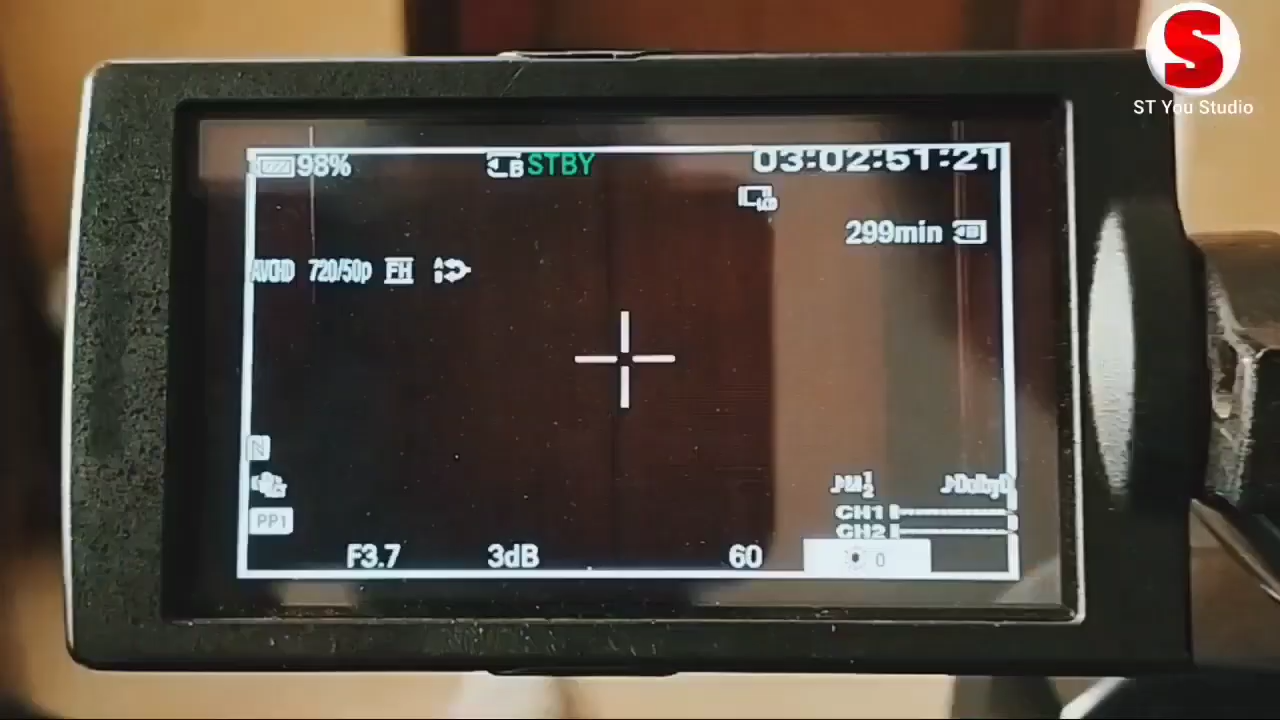 S
ST You Studio
98% B STBY 03:02:51:21
LCD
299min B
AVCHD 720/50p FH
N
PP1
CH1
CH2
F3.7 3dB 60 0